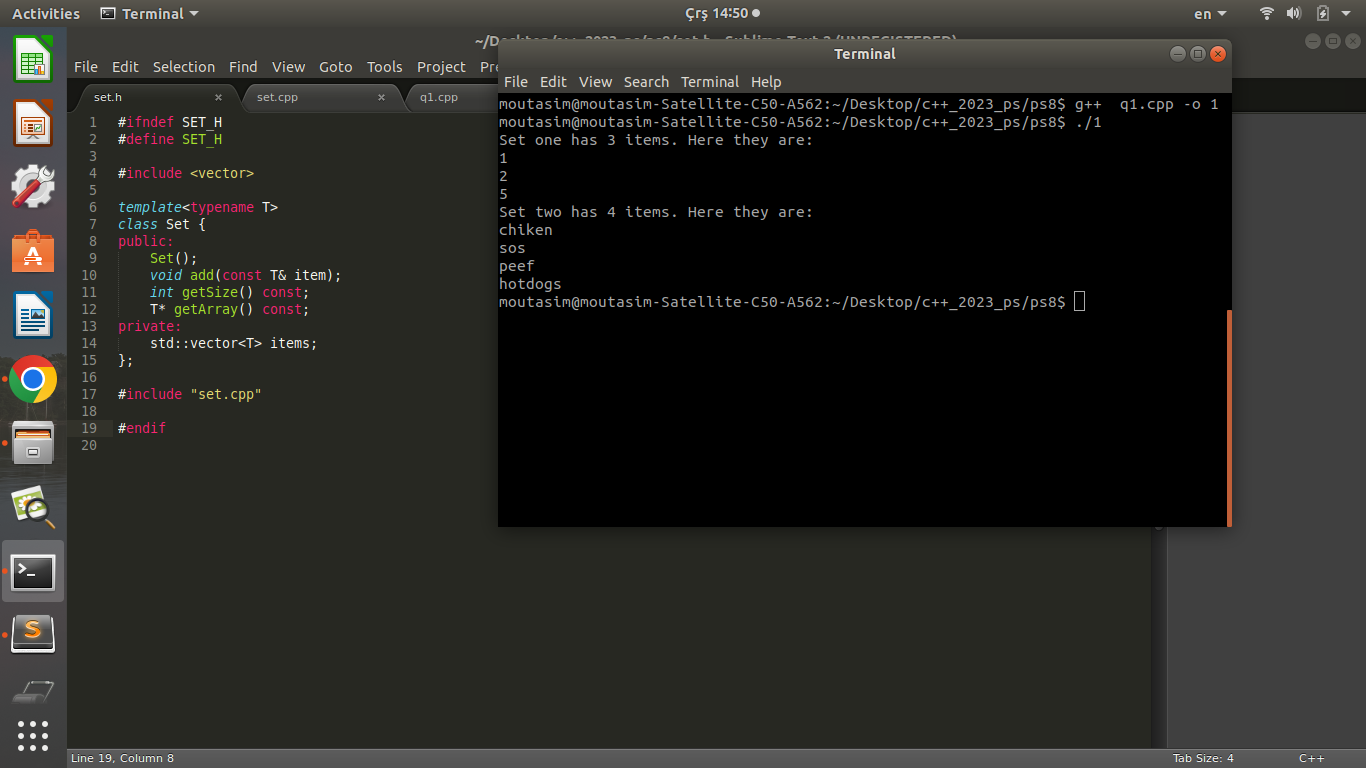 Activities
Terminal
Çrş 14:50
en
File Edit Selection Find View Goto Tools Project
set.h
set.cpp
q1.cpp
1 #ifndef SET_H
2 #define SET_H
3
4 #include <vector>
5
6 template<typename T>
7 class Set {
8 public:
9     Set();
10     void add(const T& item);
11     int getSize() const;
12     T* getArray() const;
13 private:
14     std::vector<T> items;
15 };
16
17 #include "set.cpp"
18
19 #endif
20
Terminal
File Edit View Search Terminal Help
moutasim@moutasim-Satellite-C50-A562:~/Desktop/c++_2023_ps/ps8$ g++  q1.cpp -o 1
moutasim@moutasim-Satellite-C50-A562:~/Desktop/c++_2023_ps/ps8$ ./1
Set one has 3 items. Here they are:
1
2
5
Set two has 4 items. Here they are:
chiken
sos
peef
hotdogs
moutasim@moutasim-Satellite-C50-A562:~/Desktop/c++_2023_ps/ps8$
Line 19, Column 8
Tab Size: 4
C++